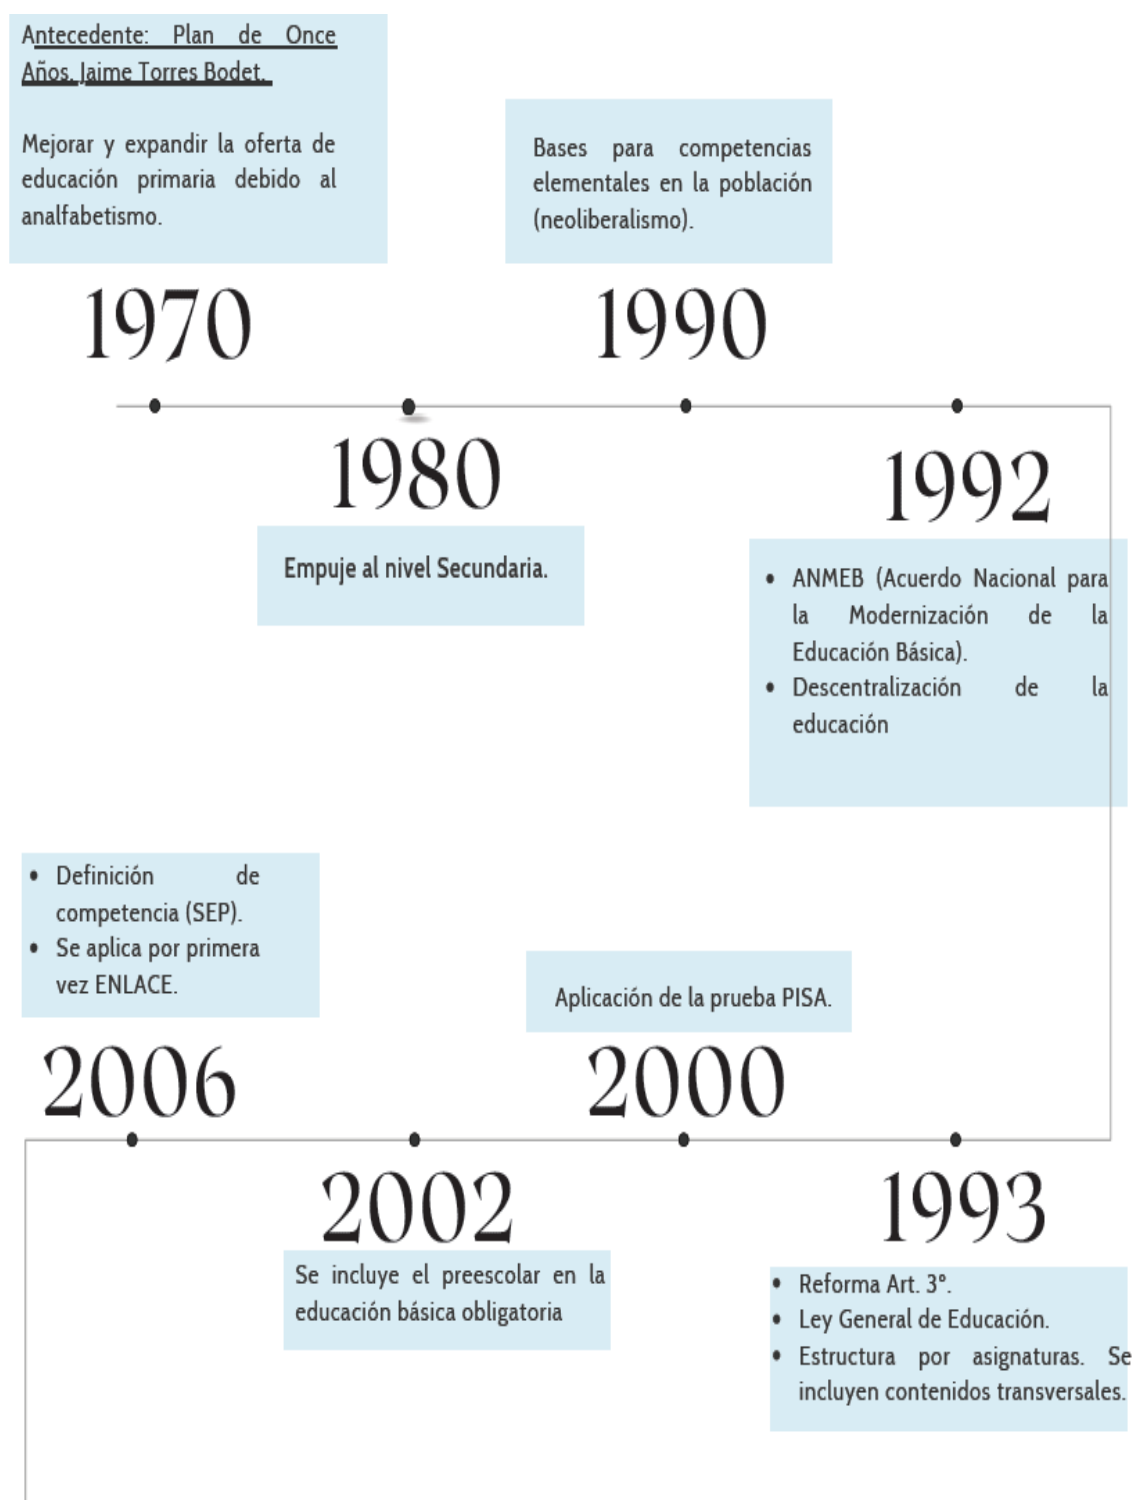 Antecedente: Plan de Once
Años. Jaime Torres Bodet.
Mejorar y expandir la oferta de
educación primaria debido al
analfabetismo.
1970
1980
Empuje al nivel Secundaria.
Bases para competencias
elementales en la población
(neoliberalismo).
1990
1992
• ANMEB (Acuerdo Nacional para
la Modernización de la
Educación Básica).
• Descentralización de la
educación
1993
• Reforma Art. 3°.
• Ley General de Educación.
• Estructura por asignaturas. Se
incluyen contenidos transversales.
Aplicación de la prueba PISA.
2000
2002
Se incluye el preescolar en la
educación básica obligatoria
• Definición de
competencia (SEP).
• Se aplica por primera
vez ENLACE.
2006